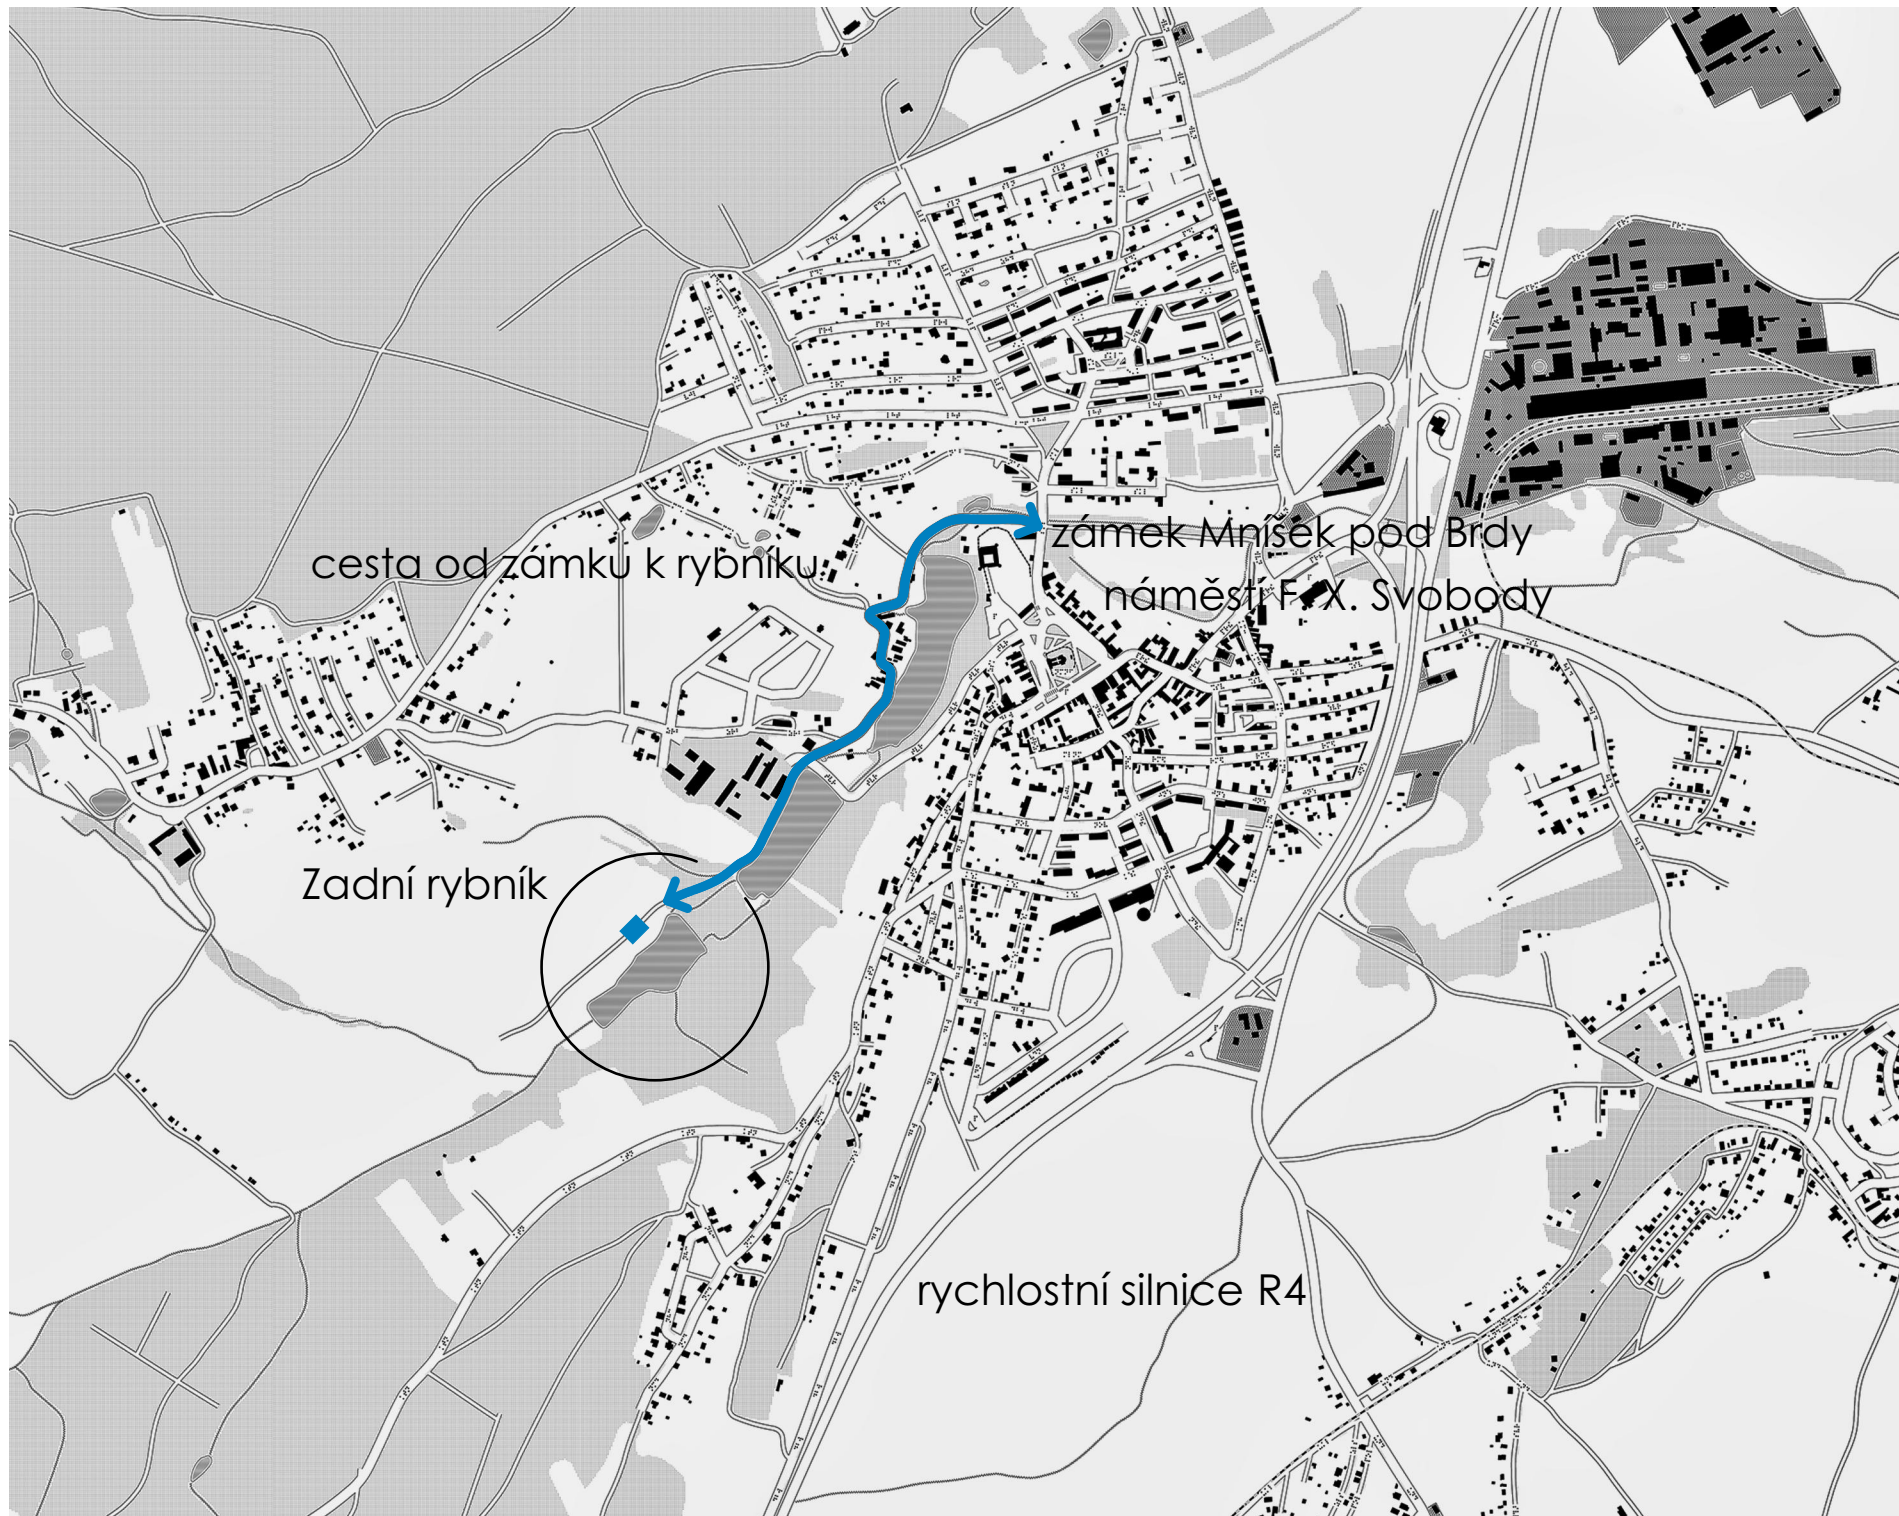 zámek Mníšek pod Brdy
náměstí F. X. Svobody
cesta od zámku k rybníku
Zadní rybník
rychlostní silnice R4